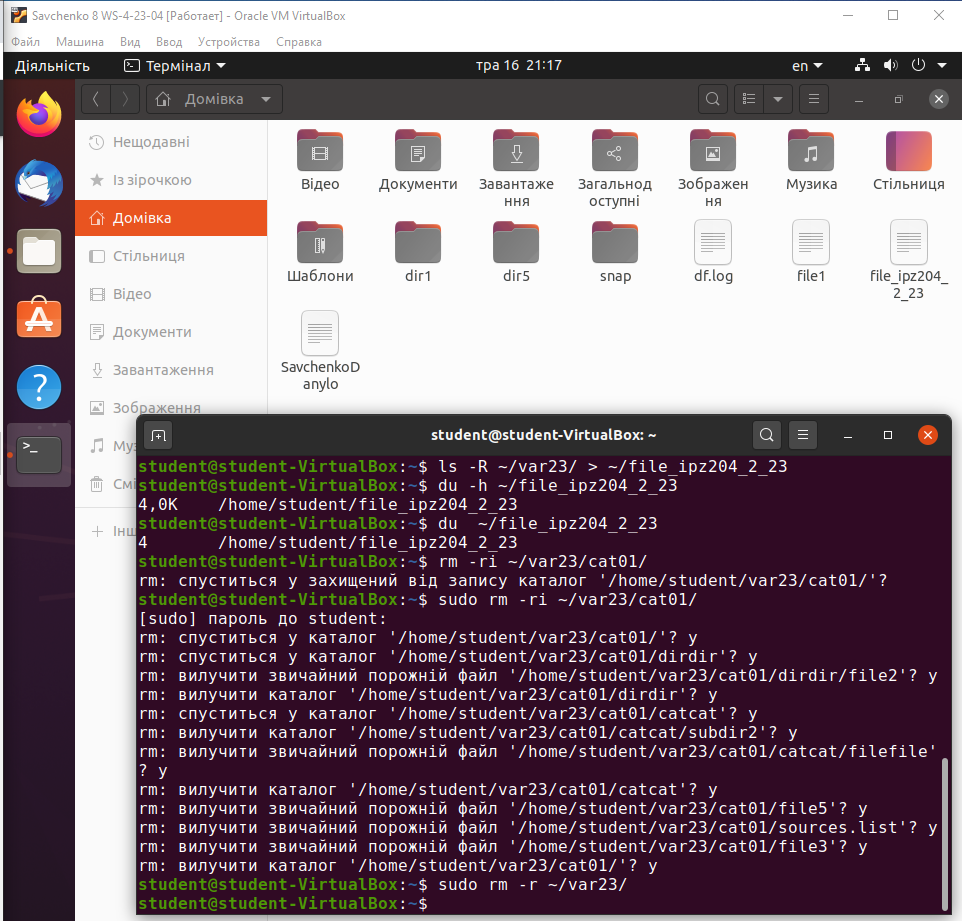 Savchenko 8 WS-4-23-04 [Работает] - Oracle VM VirtualBox
Файл Машина Вид Ввод Устройства Справка
Діяльність Термінал тра 16 21:17 en
Домівка
Нещодавні
Із зірочкою
Домівка
Стільниця
Відео
Документи
Завантаження
Зображення
Му
Смі
Інш
Відео Документи Завантаже Загальнод Зображен Музика Стільниця
ння оступні ня
Шаблони dir1 dir5 snap df.log file1 file_ipz204_
2_23
SavchenkoD
anylo
student@student-VirtualBox: ~
student@student-VirtualBox:~$ ls -R ~/var23/ > ~/file_ipz204_2_23
student@student-VirtualBox:~$ du -h ~/file_ipz204_2_23
4,0K /home/student/file_ipz204_2_23
student@student-VirtualBox:~$ du  ~/file_ipz204_2_23
4 /home/student/file_ipz204_2_23
student@student-VirtualBox:~$ rm -ri ~/var23/cat01/
rm: спуститься у захищений від запису каталог '/home/student/var23/cat01/'?
student@student-VirtualBox:~$ sudo rm -ri ~/var23/cat01/
[sudo] пароль до student:
rm: спуститься у каталог '/home/student/var23/cat01/'? y
rm: спуститься у каталог '/home/student/var23/cat01/dirdir'? y
rm: вилучити звичайний порожній файл '/home/student/var23/cat01/dirdir/file2'? y
rm: вилучити каталог '/home/student/var23/cat01/dirdir'? y
rm: спуститься у каталог '/home/student/var23/cat01/catcat'? y
rm: вилучити каталог '/home/student/var23/cat01/catcat/subdir2'? y
rm: вилучити звичайний порожній файл '/home/student/var23/cat01/catcat/filefile'
? y
rm: вилучити каталог '/home/student/var23/cat01/catcat'? y
rm: вилучити звичайний порожній файл '/home/student/var23/cat01/file5'? y
rm: вилучити звичайний порожній файл '/home/student/var23/cat01/sources.list'? y
rm: вилучити звичайний порожній файл '/home/student/var23/cat01/file3'? y
rm: вилучити каталог '/home/student/var23/cat01/'? y
student@student-VirtualBox:~$ sudo rm -r ~/var23/
student@student-VirtualBox:~$